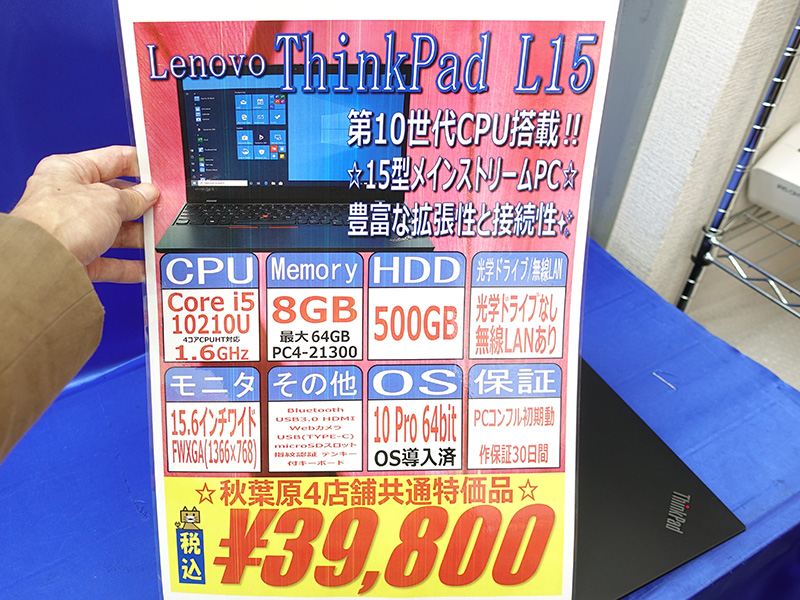 Lenovo ThinkPad L15
第10世代CPU搭載!!
☆15型メインストリームPC☆
豊富な拡張性と接続性☆
CPU
Core i5
10210U
4コアCPUHT対応
1.6GHz
Memory
8GB
最大64GB
PC4-21300
HDD
500GB
光学ドライブ/無線LAN
光学ドライブなし
無線LANあり
モニタ
15.6インチワイド
FWXGA(1366×768)
その他
Bluetooth
USB3.0 HDMI
Webカメラ
USB(TYPE-C)
microSDスロット
指紋認証 テンキー
付キーボード
OS
10 Pro 64bit
OS導入済
保証
PCコンフル初期動
作保証30日間
☆秋葉原4店舗共通特価品☆
税込
¥39,800
ThinkPad